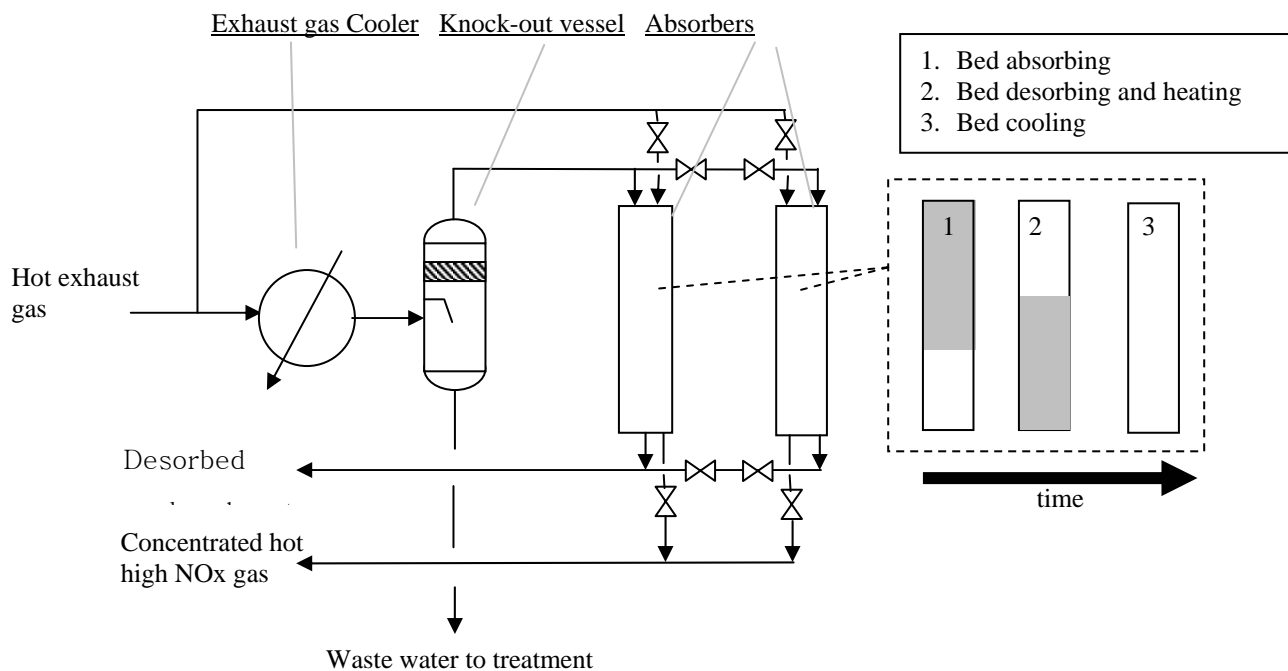 Exhaust gas Cooler Knock-out vessel Absorbers
1. Bed absorbing
2. Bed desorbing and heating
3. Bed cooling
1 2 3
Hot exhaust
gas
Desorbed
time
Concentrated hot
high NOx gas
Waste water to treatment